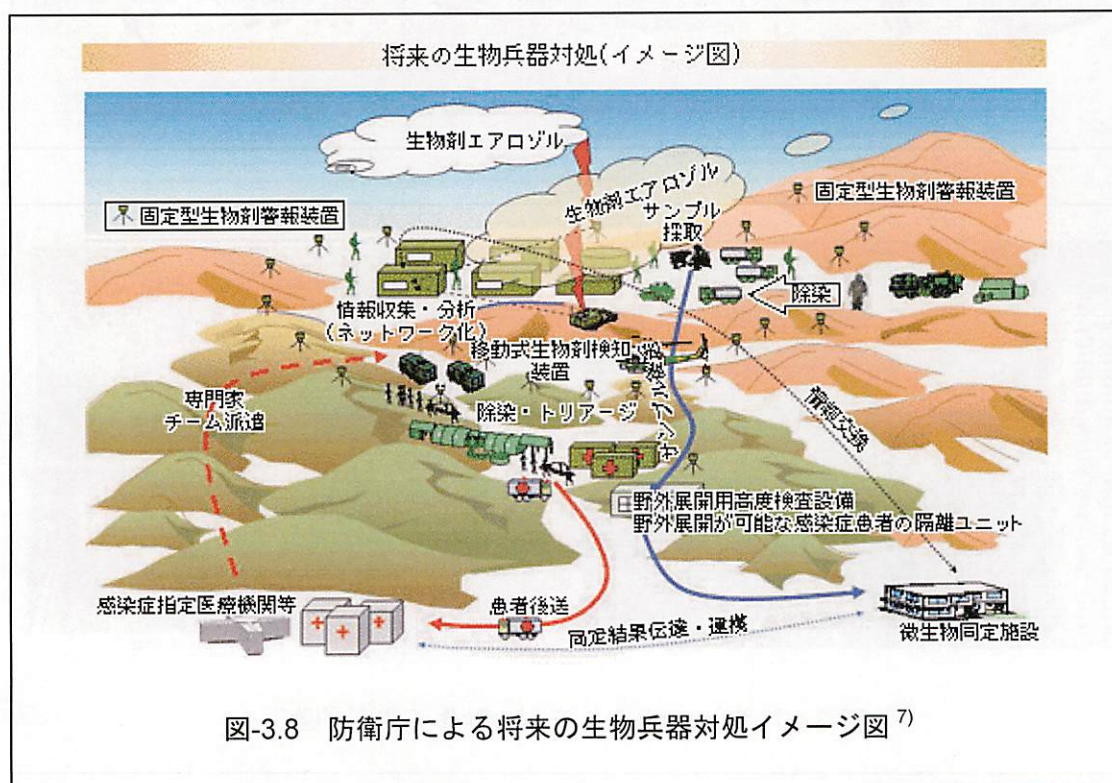 将来の生物兵器対処(イメージ図)
生物剤エアロゾル
生物剤エアロゾル
サンプル
採取
固定型生物剤警報装置
固定型生物剤警報装置
除染
情報収集・分析
(ネットワーク化)
移動式生物剤検知
装置
サンプル後送
専門家
チーム派遣
除染・トリアージ
情報交換
野外展開用高度検査設備
野外展開が可能な感染症患者の隔離ユニット
感染症指定医療機関等
患者後送
同定結果伝達・連携
微生物同定施設
図-3.8 防衛庁による将来の生物兵器対処イメージ図 7)